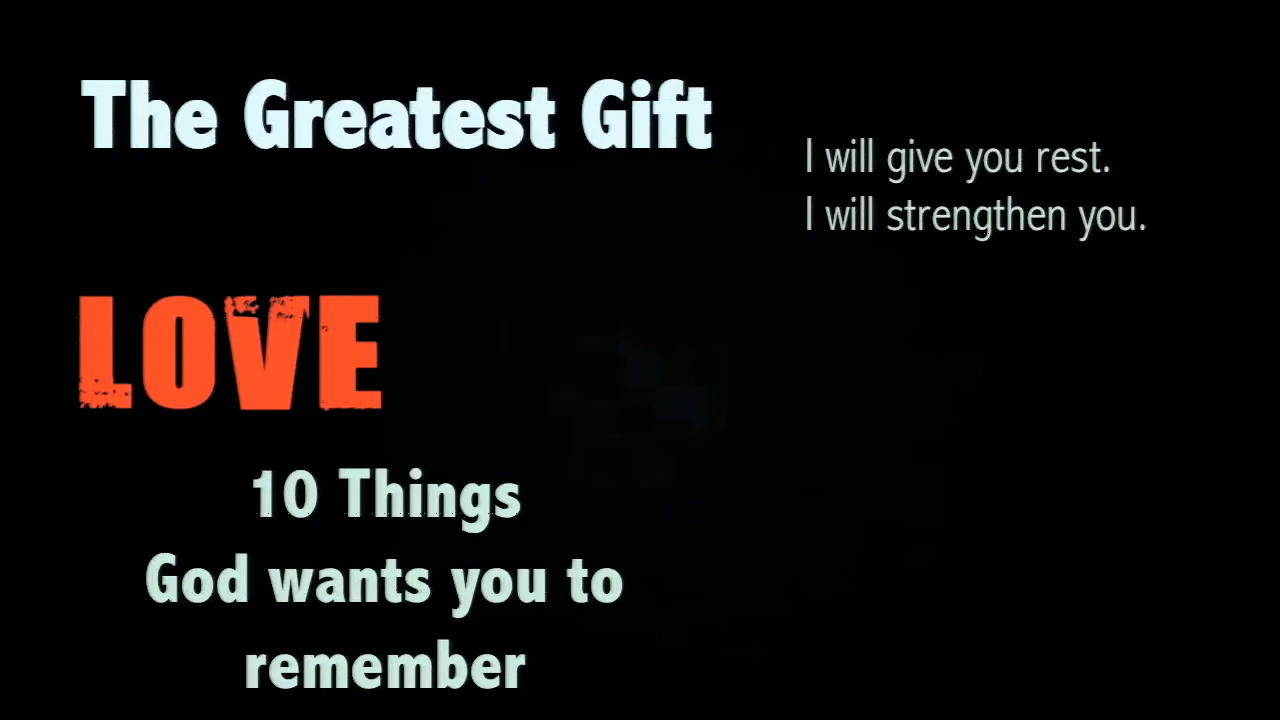 The Greatest Gift
LOVE
10 Things
God wants you to
remember
I will give you rest.
I will strengthen you.